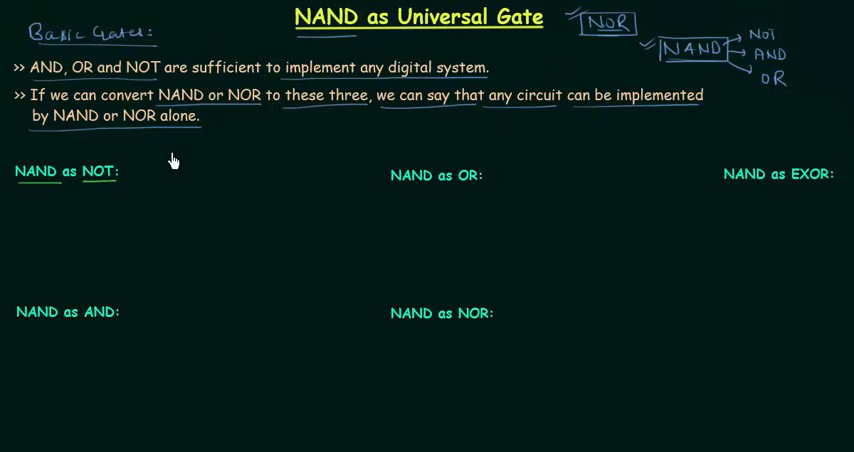 NAND as Universal Gate
NOR
NAND
NOT
AND
OR
Basic Gates:
>> AND, OR and NOT are sufficient to implement any digital system.
>> If we can convert NAND or NOR to these three, we can say that any circuit can be implemented
by NAND or NOR alone.
NAND as NOT:
NAND as OR:
NAND as EXOR:
NAND as AND:
NAND as NOR: